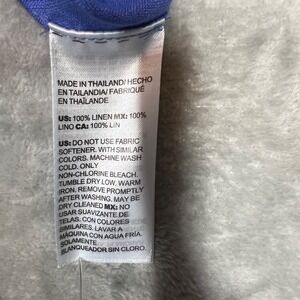 MADE IN THAILAND/ HECHO
EN TAILANDIA/ FABRIQUÉ
EN THAÏLANDE
US: 100% LINEN MX: 100%
LINO CA: 100% LIN
US: DO NOT USE FABRIC
SOFTENER. WITH SIMILAR
COLORS. MACHINE WASH
COLD. ONLY
NON-CHLORINE BLEACH.
TUMBLE DRY LOW. WARM
IRON. REMOVE PROMPTLY
AFTER WASHING. MAY BE
DRY CLEANED MX: NO
USAR SUAVIZANTE DE
TELAS. CON COLORES
SIMILARES. LAVAR A
MÁQUINA CON AGUA FRÍA.
SOLAMENTE
BLANQUEADOR SIN CLORO.